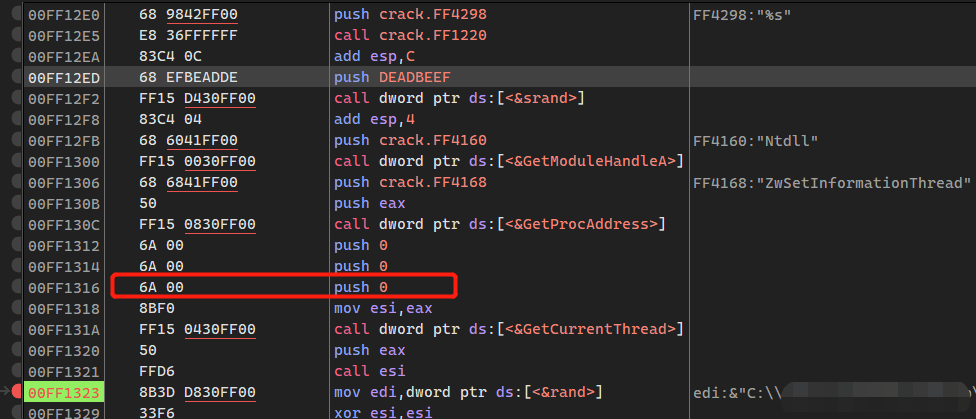 00FF12E0 68 9842FF00 push crack.FF4298 FF4298:"%s"
00FF12E5 E8 36FFFFFF call crack.FF1220
00FF12EA 83C4 0C add esp,C
00FF12ED 68 EFBEADDE push DEADBEEF
00FF12F2 FF15 D430FF00 call dword ptr ds:[<&srand>]
00FF12F8 83C4 04 add esp,4
00FF12FB 68 6041FF00 push crack.FF4160 FF4160:"Ntdll"
00FF1300 FF15 0030FF00 call dword ptr ds:[<&GetModuleHandleA>]
00FF1306 68 6841FF00 push crack.FF4168 FF4168:"ZwSetInformationThread"
00FF130B 50 push eax
00FF130C FF15 0830FF00 call dword ptr ds:[<&GetProcAddress>]
00FF1312 6A 00 push 0
00FF1314 6A 00 push 0
00FF1316 6A 00 push 0
00FF1318 8BF0 mov esi,eax
00FF131A FF15 0430FF00 call dword ptr ds:[<&GetCurrentThread>]
00FF1320 50 push eax
00FF1321 FFD6 call esi
00FF1323 8B3D D830FF00 mov edi,dword ptr ds:[<&rand>] edi:&"C:\\
00FF1329 33F6 xor esi,esi